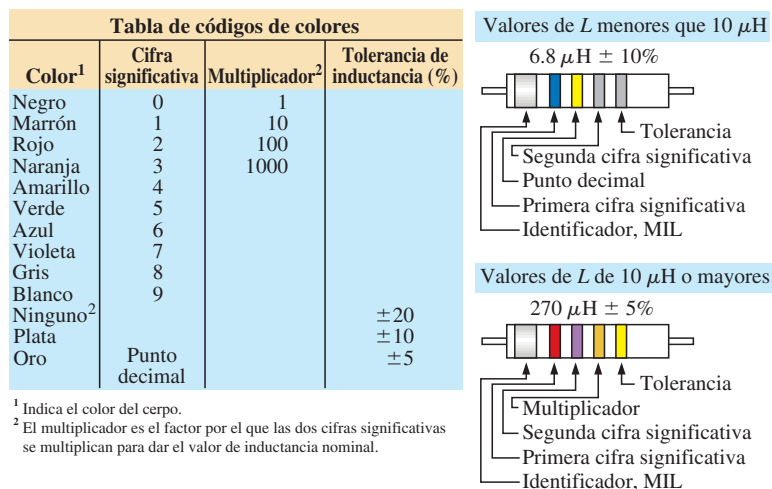 Tabla de códigos de colores
Color¹ Cifra significativa Multiplicador² Tolerancia de inductancia (%)
Negro 0 1
Marrón 1 10
Rojo 2 100
Naranja 3 1000
Amarillo 4
Verde 5
Azul 6
Violeta 7
Gris 8
Blanco 9
Ninguno² ±20
Plata ±10
Oro Punto decimal ±5
¹ Indica el color del cerpo.
² El multiplicador es el factor por el que las dos cifras significativas
se multiplican para dar el valor de inductancia nominal.
Valores de L menores que 10 μH
6.8 μH ± 10%
Tolerancia
Segunda cifra significativa
Punto decimal
Primera cifra significativa
Identificador, MIL
Valores de L de 10 μH o mayores
270 μH ± 5%
Tolerancia
Multiplicador
Segunda cifra significativa
Primera cifra significativa
Identificador, MIL